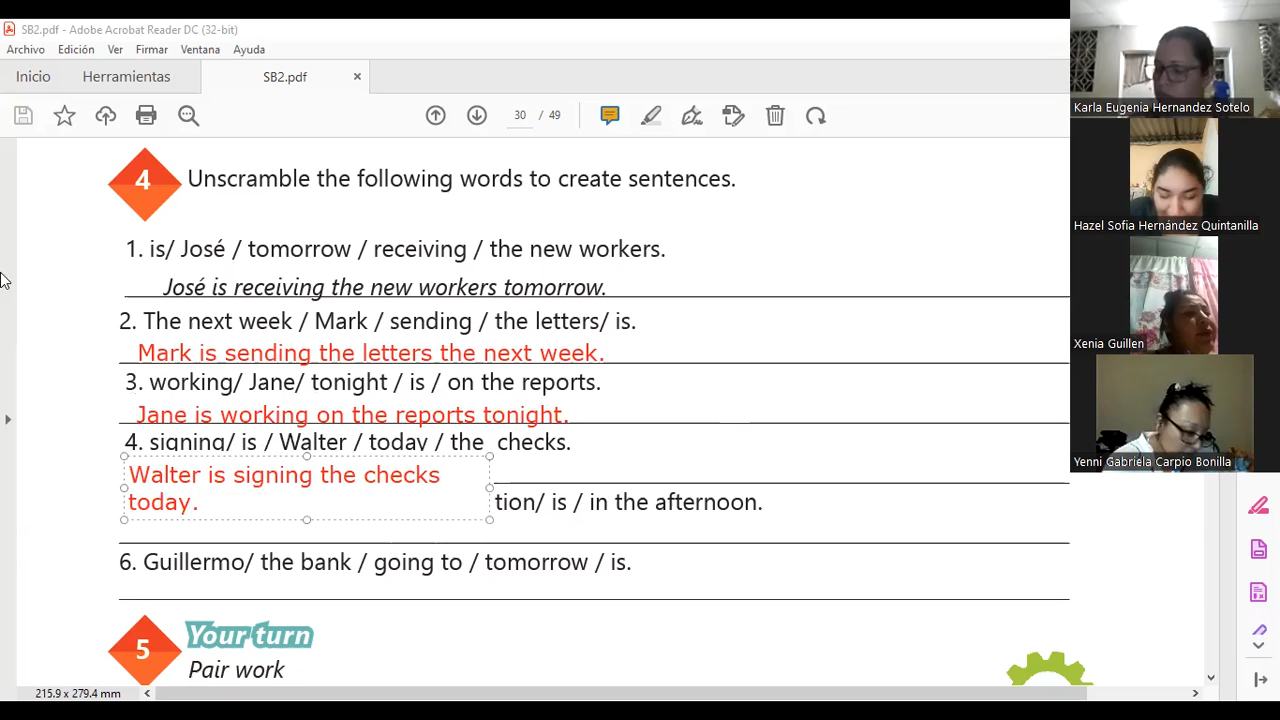 SB2.pdf - Adobe Acrobat Reader DC (32-bit)
Archivo Edición Ver Firmar Ventana Ayuda
Inicio Herramientas SB2.pdf ×
30 / 49
4 Unscramble the following words to create sentences.
1. is/ José / tomorrow / receiving / the new workers.
José is receiving the new workers tomorrow.
2. The next week / Mark / sending / the letters/ is.
Mark is sending the letters the next week.
3. working/ Jane/ tonight / is / on the reports.
Jane is working on the reports tonight.
4. signing/ is / Walter / today / the checks.
Walter is signing the checks
today.
tion/ is / in the afternoon.
6. Guillermo/ the bank / going to / tomorrow / is.
5 Your turn
Pair work
215.9 x 279.4 mm
Karla Eugenia Hernandez Sotelo
Hazel Sofia Hernández Quintanilla
Xenia Guillen
Yenni Gabriela Carpio Bonilla